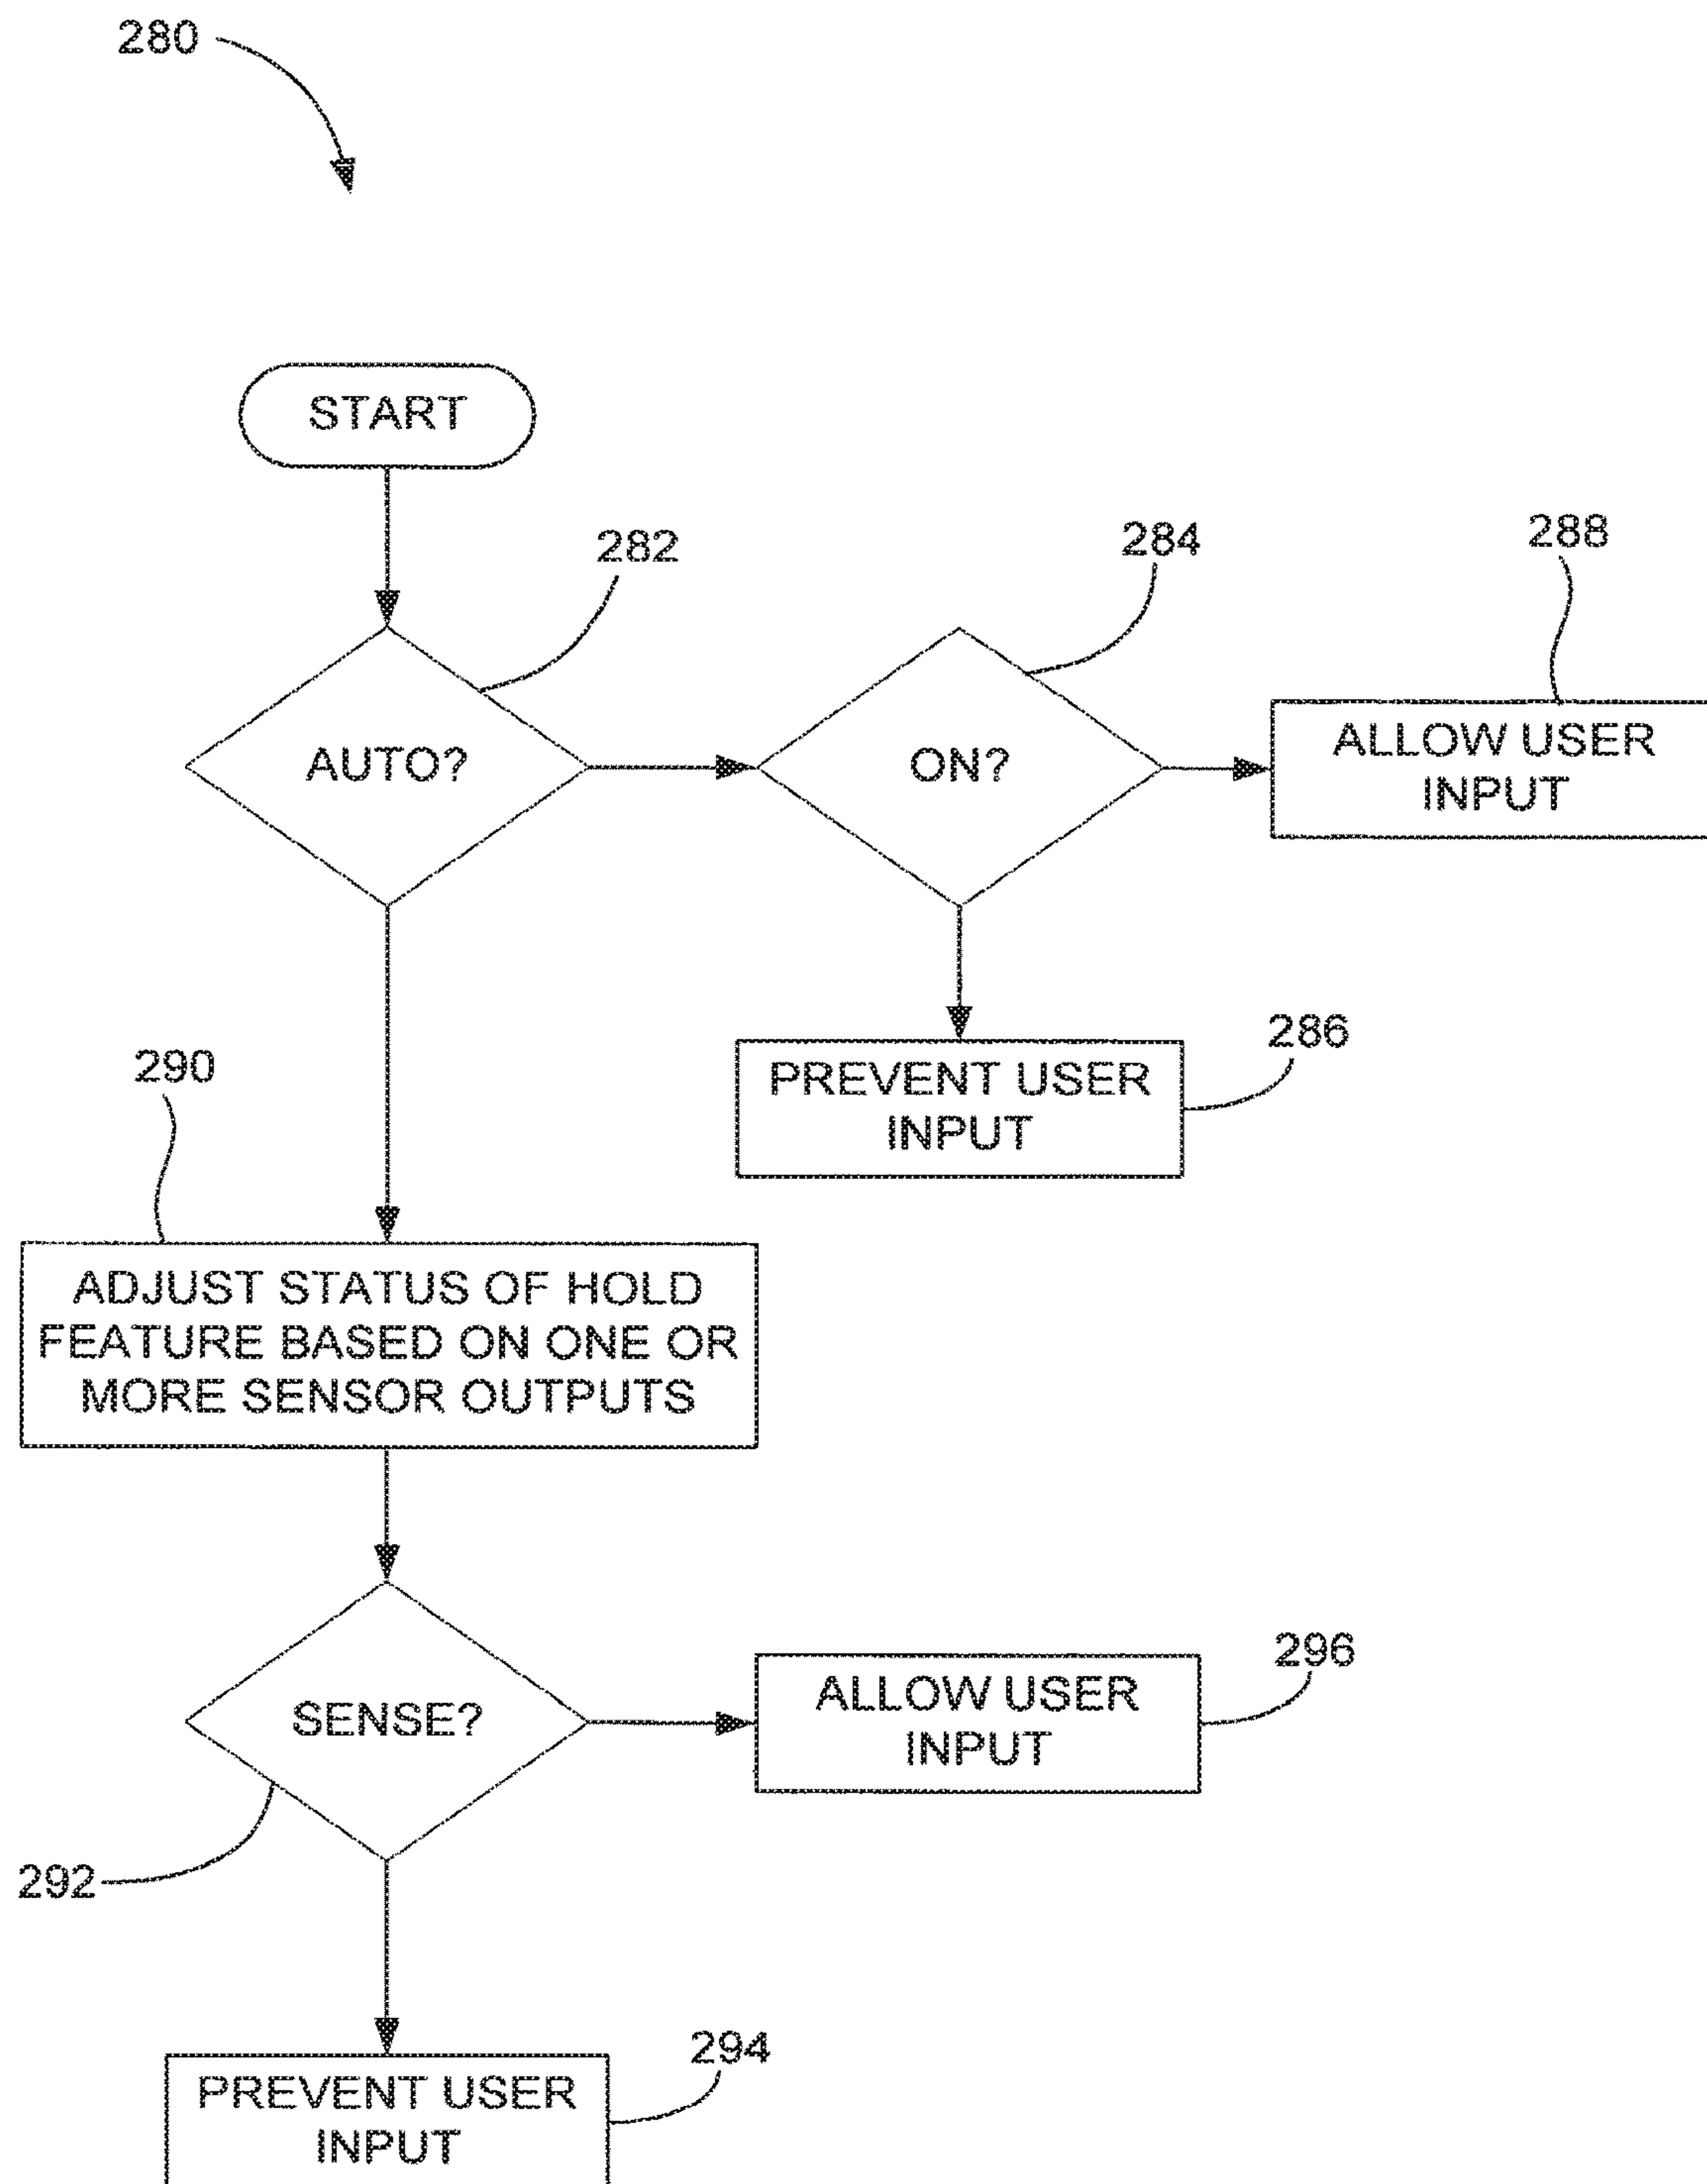 280
START
282
284
288
AUTO?
ON?
ALLOW USER
INPUT
286
PREVENT USER
INPUT
290
ADJUST STATUS OF HOLD
FEATURE BASED ON ONE OR
MORE SENSOR OUTPUTS
SENSE?
296
ALLOW USER
INPUT
292
294
PREVENT USER
INPUT